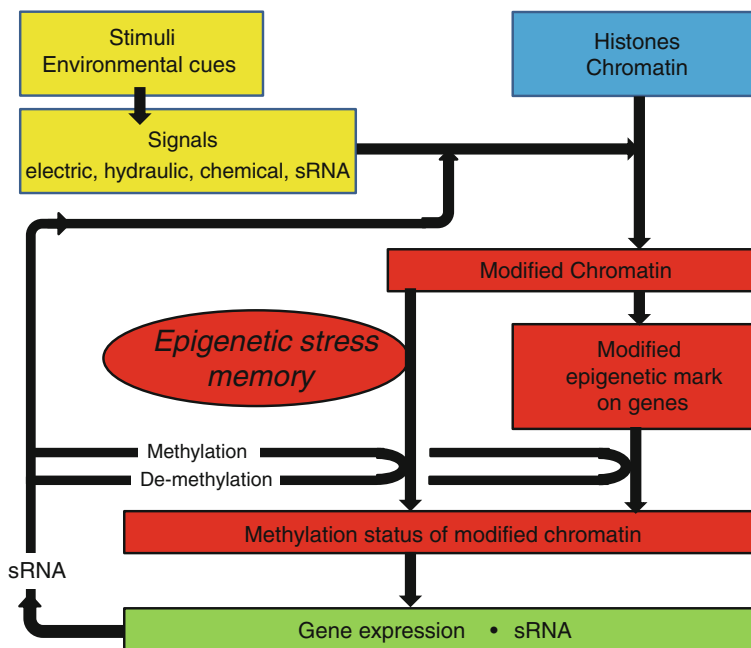 Stimuli
Environmental cues
Histones
Chromatin
Signals
electric, hydraulic, chemical, sRNA
Modified Chromatin
Epigenetic stress
memory
Modified
epigenetic mark
on genes
Methylation
De-methylation
Methylation status of modified chromatin
sRNA
Gene expression • sRNA